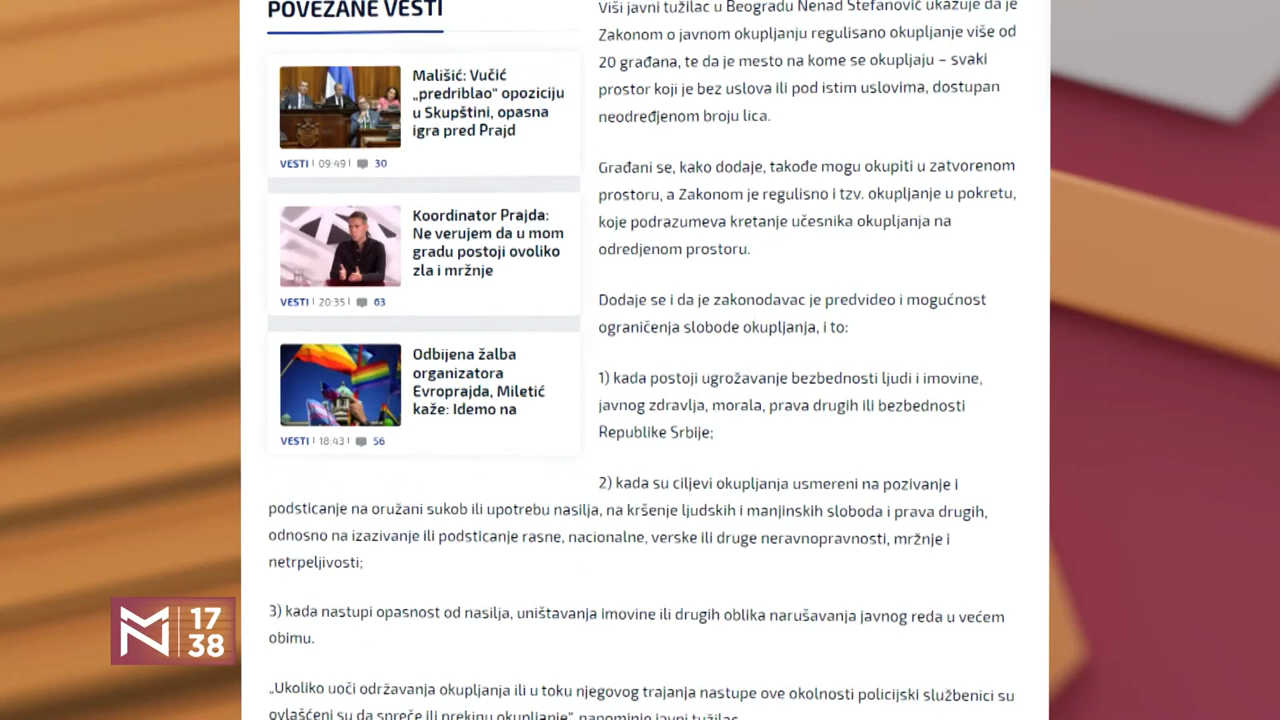 POVEZANE VESTI
Mališić: Vučić
„predriblao“ opoziciju
u Skupštini, opasna
igra pred Prajd
VESTI | 09:49 | 30
Koordinator Prajda:
Ne verujem da u mom
gradu postoji ovoliko
zla i mržnje
VESTI | 20:35 | 63
Odbijena žalba
organizatora
Evroprajda, Miletić
kaže: Idemo na
VESTI | 18:43 | 56
Viši javni tužilac u Beogradu Nenad Stefanović ukazuje da je
Zakonom o javnom okupljanju regulisano okupljanje više od
20 građana, te da je mesto na kome se okupljaju – svaki
prostor koji je bez uslova ili pod istim uslovima, dostupan
neodređenom broju lica.
Građani se, kako dodaje, takođe mogu okupiti u zatvorenom
prostoru, a Zakonom je regulisno i tzv. okupljanje u pokretu,
koje podrazumeva kretanje učesnika okupljanja na
odredjenom prostoru.
Dodaje se i da je zakonodavac je predvideo i mogućnost
ograničenja slobode okupljanja, i to:
1) kada postoji ugrožavanje bezbednosti ljudi i imovine,
javnog zdravlja, morala, prava drugih ili bezbednosti
Republike Srbije;
2) kada su ciljevi okupljanja usmereni na pozivanje i
podsticanje na oružani sukob ili upotrebu nasilja, na kršenje ljudskih i manjinskih sloboda i prava drugih,
odnosno na izazivanje ili podsticanje rasne, nacionalne, verske ili druge neravnopravnosti, mržnje i
netrpeljivosti;
3) kada nastupi opasnost od nasilja, uništavanja imovine ili drugih oblika narušavanja javnog reda u većem
obimu.
„Ukoliko uoči održavanja okupljanja ili u toku njegovog trajanja nastupe ove okolnosti policijski službenici su
ovlašćeni su da spreče ili prekinu okupljanje“, napominje javni tužilac.
N 17
38